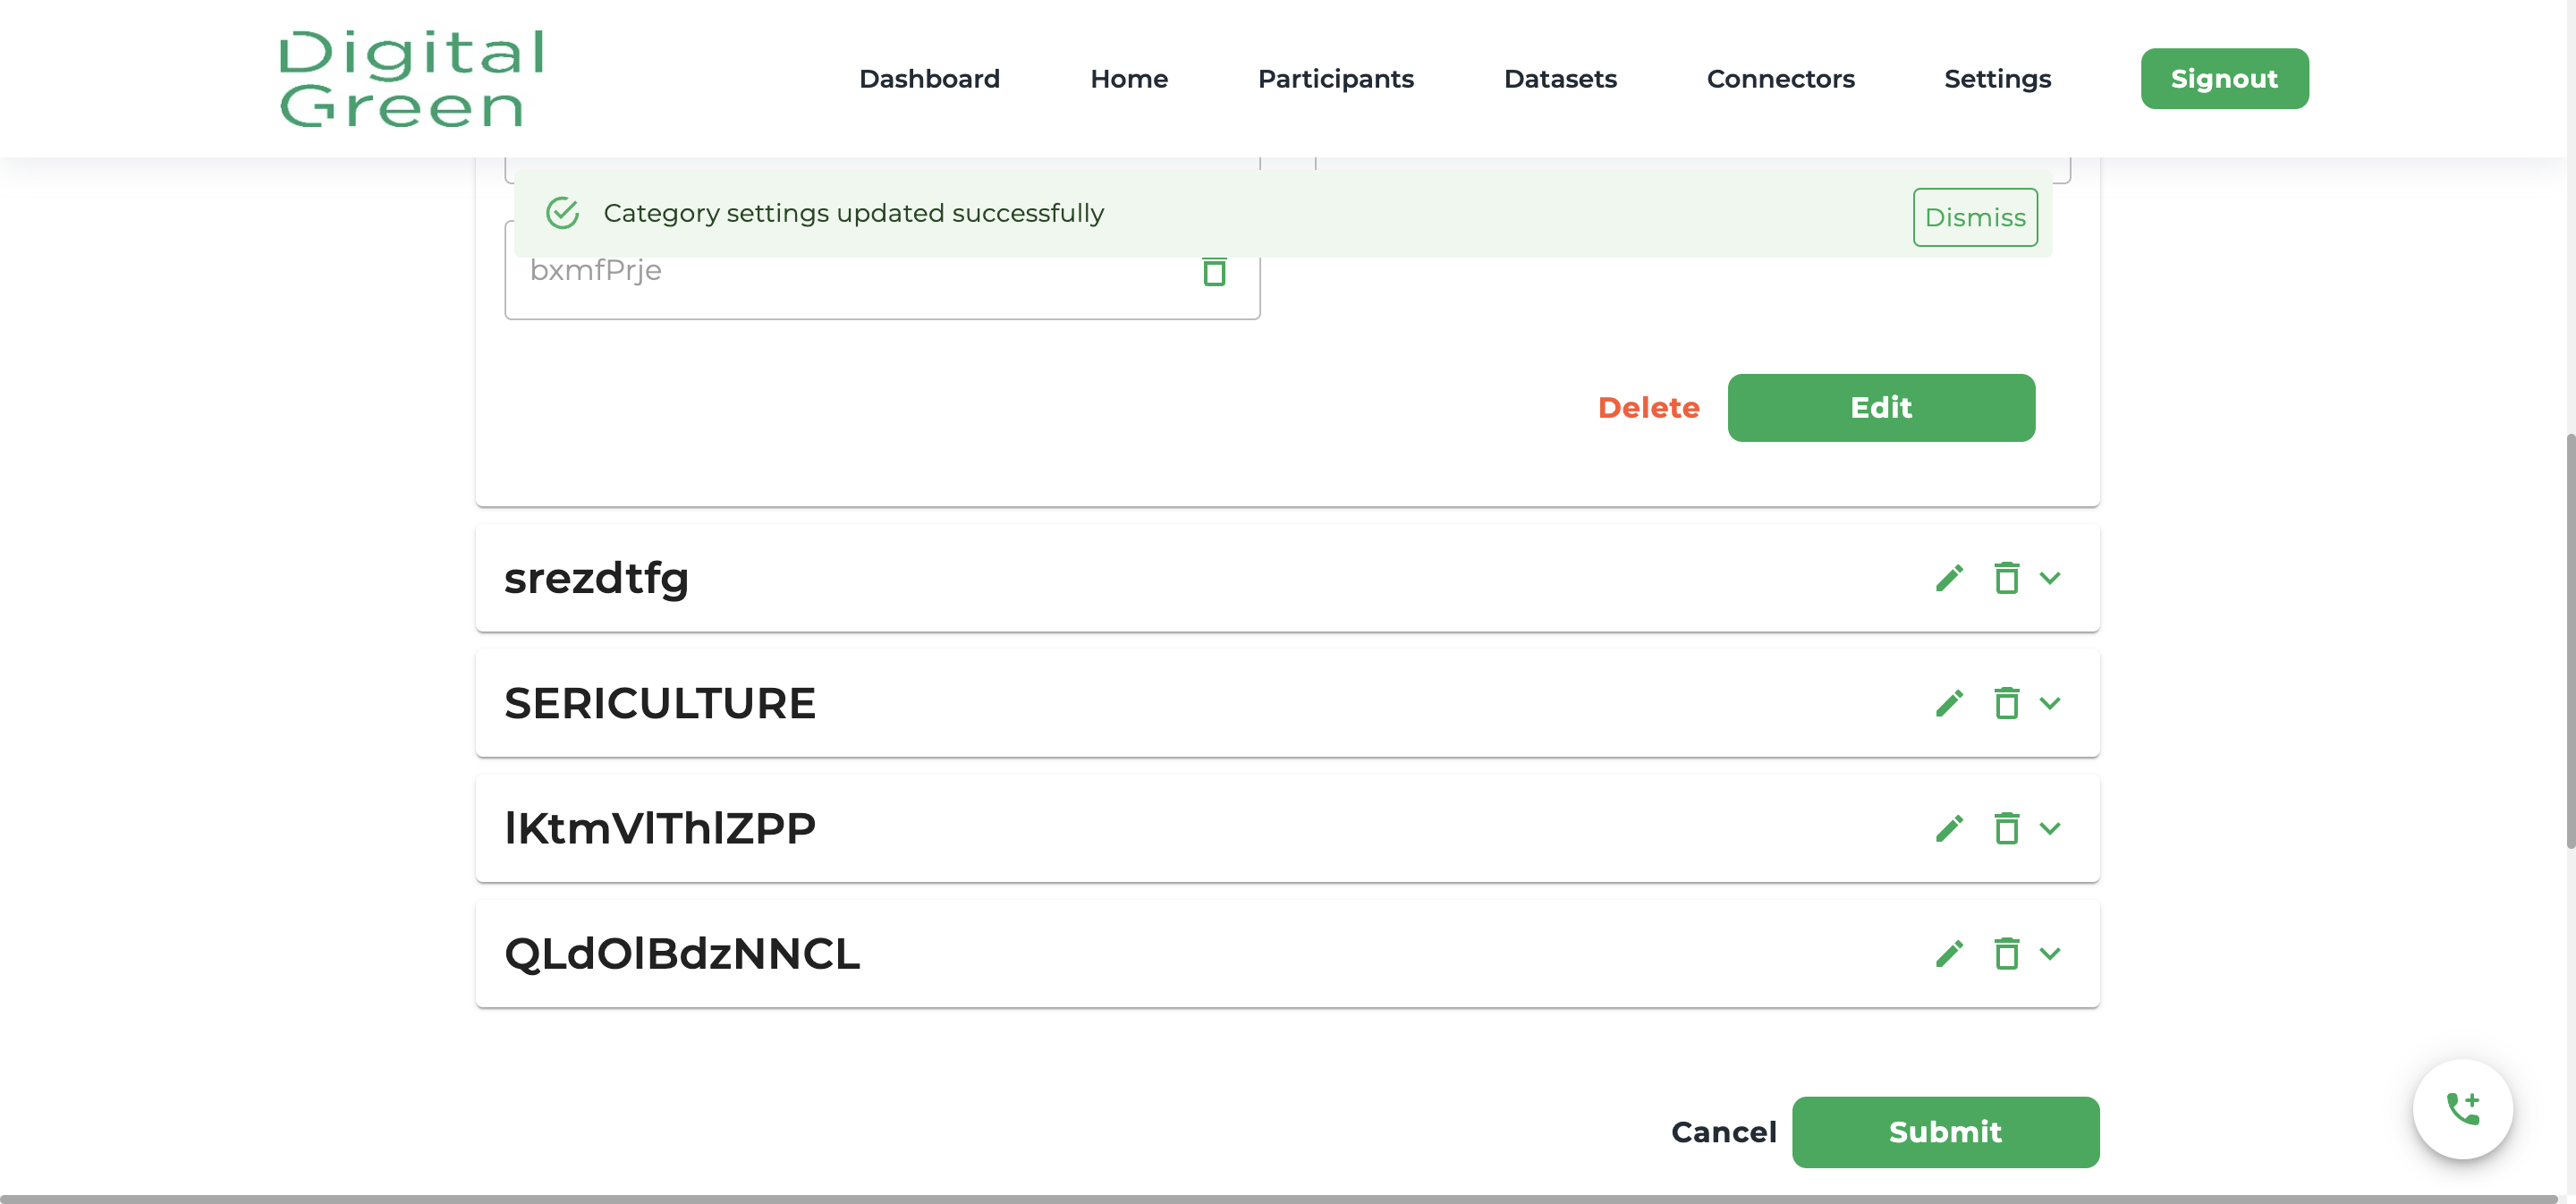 Digital
Green
Dashboard Home Participants Datasets Connectors Settings Signout
Category settings updated successfully Dismiss
bxmfPrje
Delete Edit
srezdtfg
SERICULTURE
lKtmVlThlZPP
QLdOlBdzNNCL
Cancel Submit